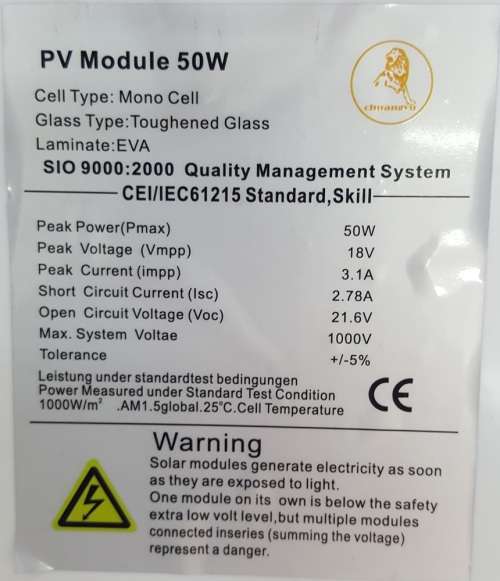 PV Module 50W
Cell Type: Mono Cell
Glass Type:Toughened Glass
Laminate:EVA
SIO 9000:2000 Quality Management System
CEI/IEC61215 Standard,Skill
Peak Power(Pmax) 50W
Peak Voltage (Vmpp) 18V
Peak Current (impp) 3.1A
Short Circuit Current (Isc) 2.78A
Open Circuit Voltage (Voc) 21.6V
Max. System Voltae 1000V
Tolerance +/-5%
Leistung under standardtest bedingungen
Power Measured under Standard Test Condition
1000W/m² .AM1.5global.25℃.Cell Temperature
CE
Warning
Solar modules generate electricity as soon
as they are exposed to light.
One module on its own is below the safety
extra low volt level,but multiple modules
connected inseries (summing the voltage)
represent a danger.